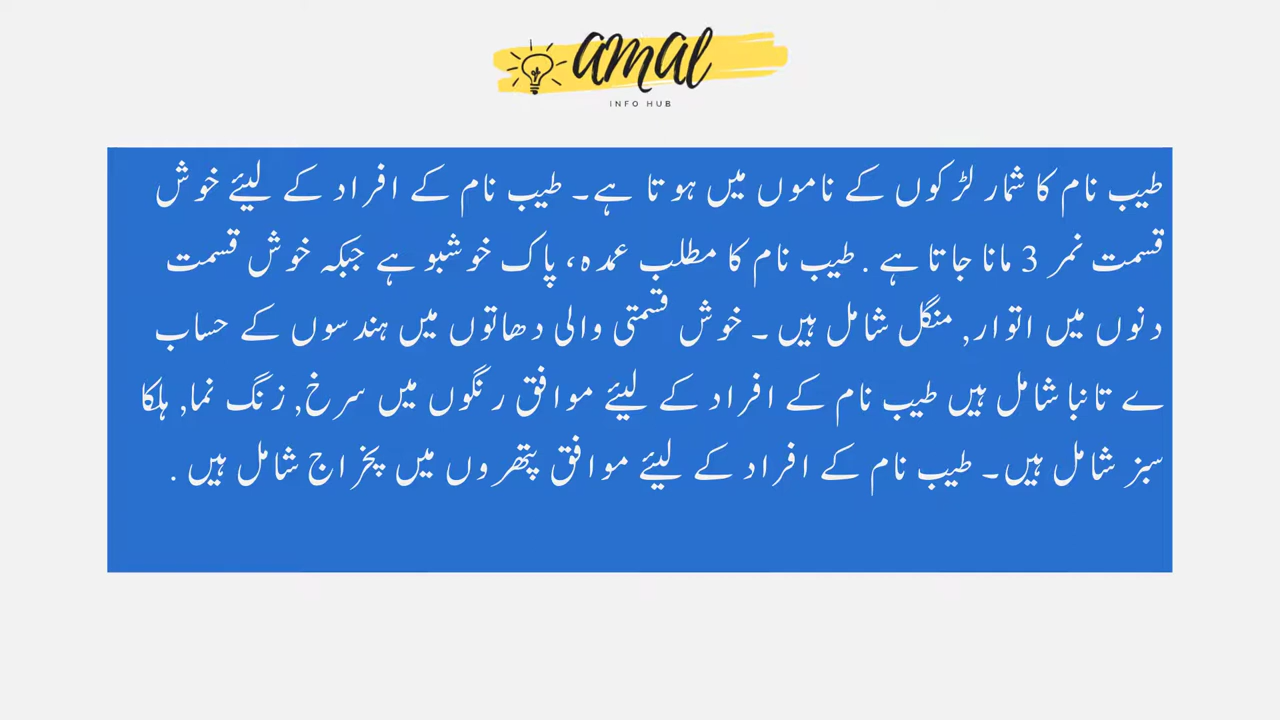 amal
INFO HUB
طیب نام کا شمار لڑکوں کے ناموں میں ہوتا ہے۔ طیب نام کے افراد کے لیئے خوش
قسمت نمر 3 مانا جاتا ہے . طیب نام کا مطلب عمدہ، پاک خوشبو ہے جبکہ خوش قسمت
دنوں میں اتوار, منگل شامل ہیں ۔ خوش قسمتی والی دھاتوں میں ہندسوں کے حساب
ے تانبا شامل ہیں طیب نام کے افراد کے لیئے موافق رنگوں میں سرخ, زنگ نما, ہلکا
سبز شامل ہیں۔ طیب نام کے افراد کے لیئے موافق پتھروں میں پخراج شامل ہیں .